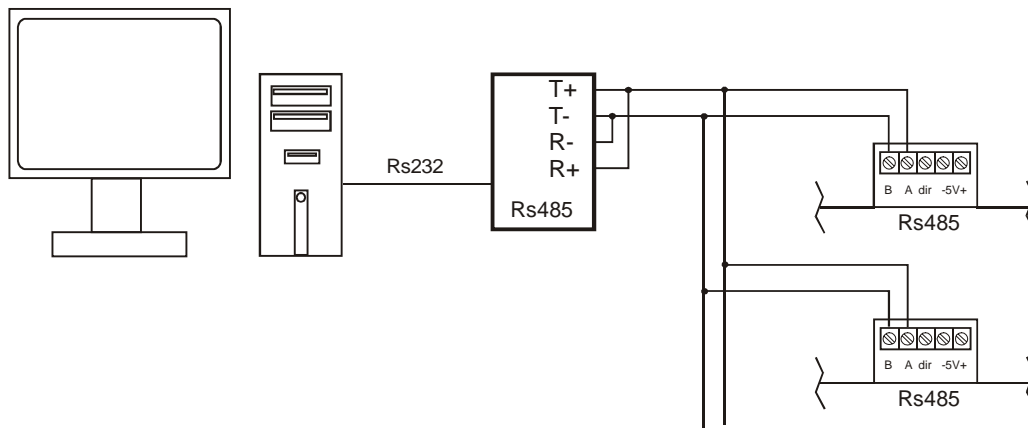 T+
T-
R-
R+
Rs232
Rs485
B A dir -5V+
Rs485
B A dir -5V+
Rs485